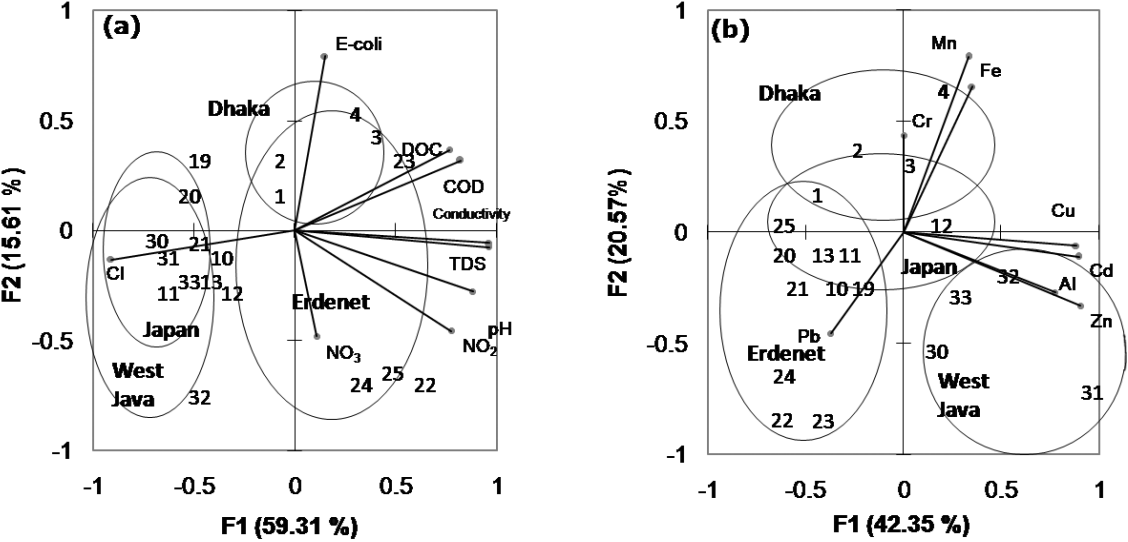 (a)
1
0.5
0
-0.5
-1
-1 -0.5 0 0.5 1
F2 (15.61 %)
F1 (59.31 %)
E-coli
Dhaka
4
3
DOC 23
2
COD
1
Conductivity
19
20
30 21
31 10
Cl
TDS
33 13
11 12
Erdenet
Japan
pH
NO3
NO2
West
Java
32
25
24 22
(b)
1
0.5
0
-0.5
-1
-1 -0.5 0 0.5 1
F2 (20.57%)
F1 (42.35 %)
Mn
Fe
Dhaka
4
Cr
2
3
1
Cu
25 12
20 13 11
Japan
Cd
32
Al
21 10 19
33
Zn
Pb
Erdenet
30
24
West
Java
31
22 23